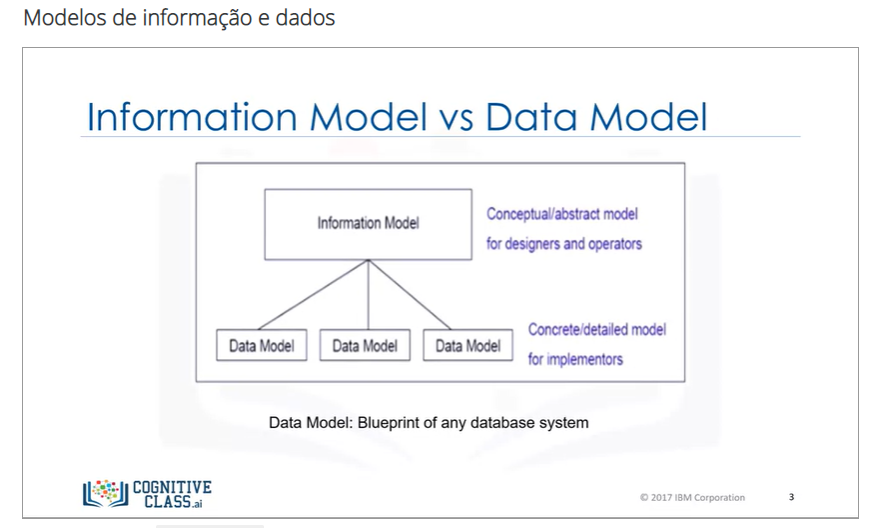 Modelos de informação e dados
Information Model vs Data Model
Information Model
Conceptual/abstract model
for designers and operators
Data Model
Data Model
Data Model
Concrete/detailed model
for implementors
Data Model: Blueprint of any database system
COGNITIVE
CLASS.ai
© 2017 IBM Corporation
3